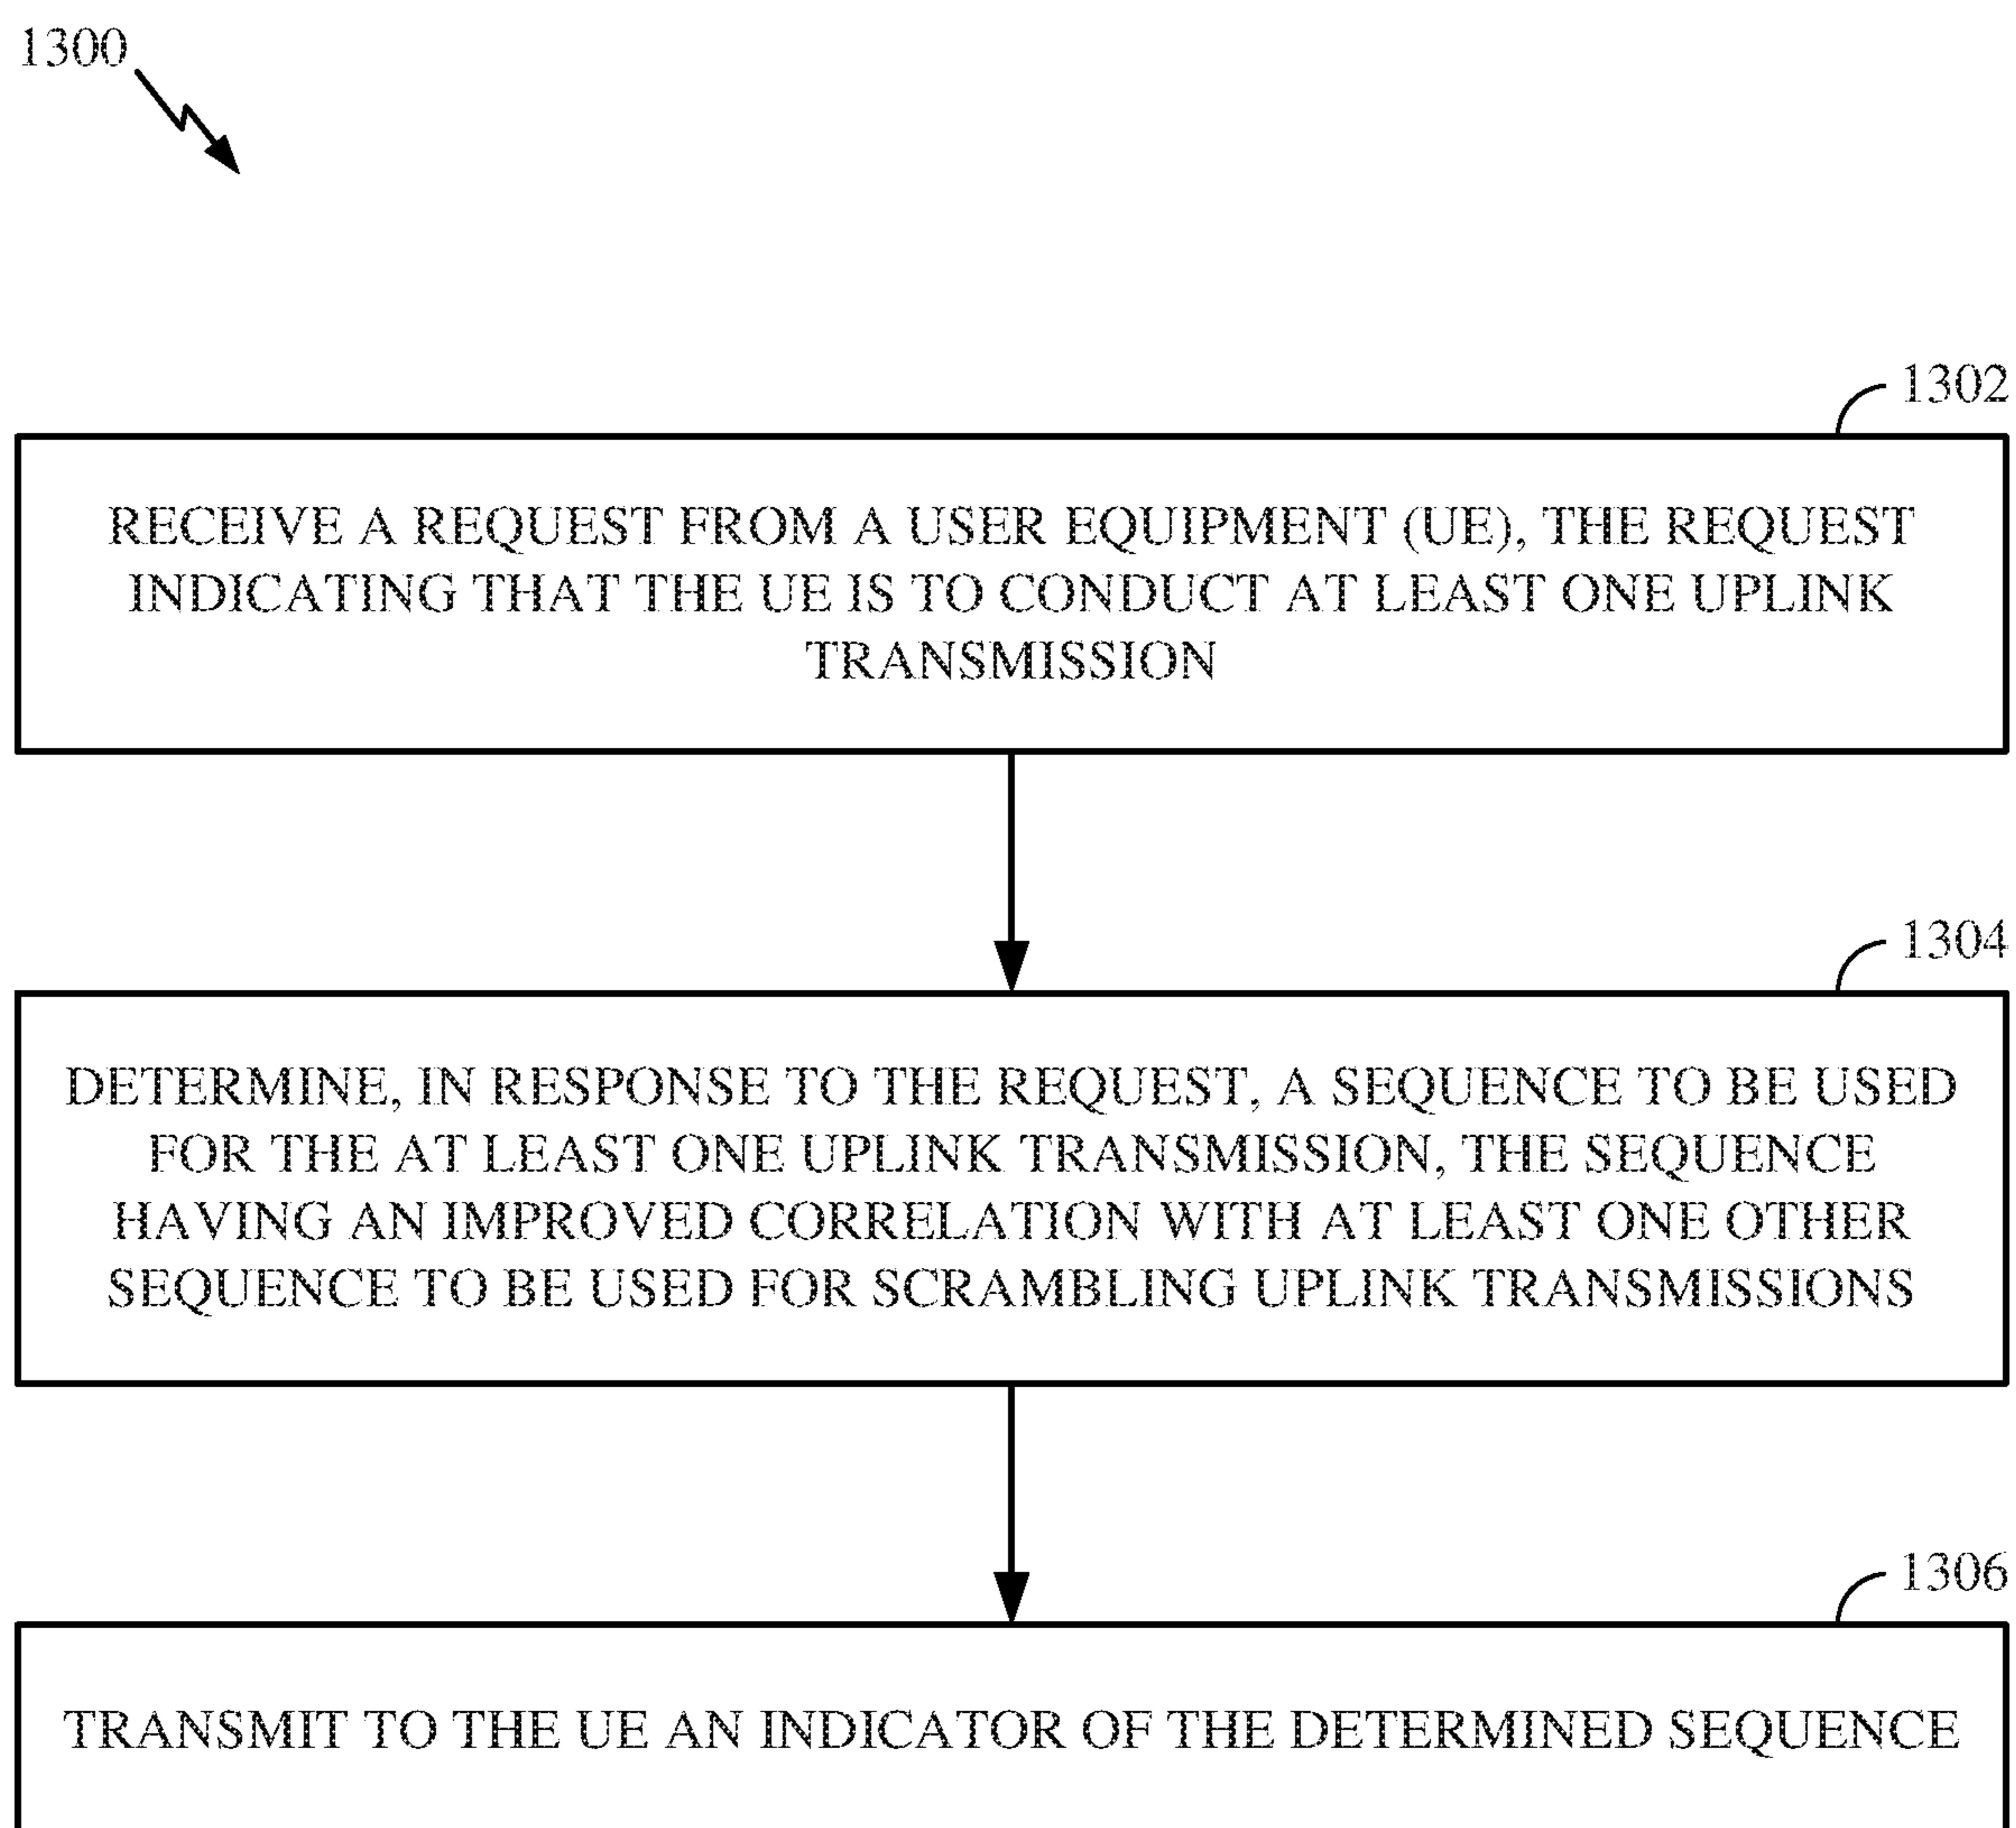 1300
1302
RECEIVE A REQUEST FROM A USER EQUIPMENT (UE), THE REQUEST
INDICATING THAT THE UE IS TO CONDUCT AT LEAST ONE UPLINK
TRANSMISSION
1304
DETERMINE, IN RESPONSE TO THE REQUEST, A SEQUENCE TO BE USED
FOR THE AT LEAST ONE UPLINK TRANSMISSION, THE SEQUENCE
HAVING AN IMPROVED CORRELATION WITH AT LEAST ONE OTHER
SEQUENCE TO BE USED FOR SCRAMBLING UPLINK TRANSMISSIONS
1306
TRANSMIT TO THE UE AN INDICATOR OF THE DETERMINED SEQUENCE